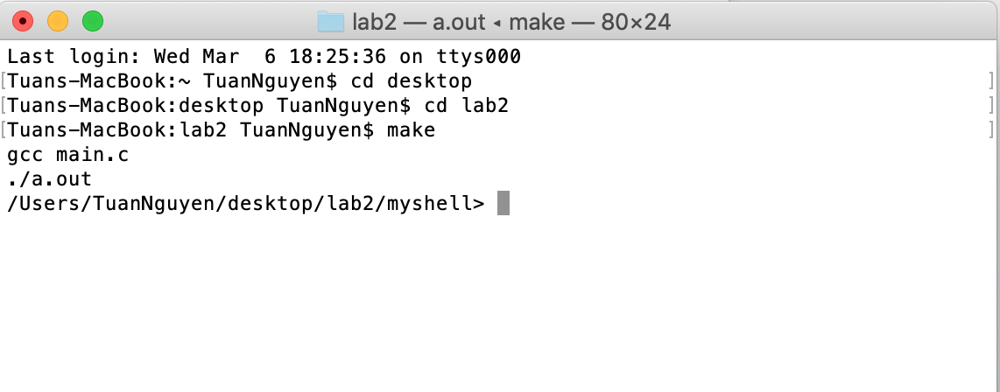 lab2 — a.out ◂ make — 80×24
Last login: Wed Mar  6 18:25:36 on ttys000
[Tuans-MacBook:~ TuanNguyen$ cd desktop ]
[Tuans-MacBook:desktop TuanNguyen$ cd lab2 ]
[Tuans-MacBook:lab2 TuanNguyen$ make ]
gcc main.c
./a.out
/Users/TuanNguyen/desktop/lab2/myshell>